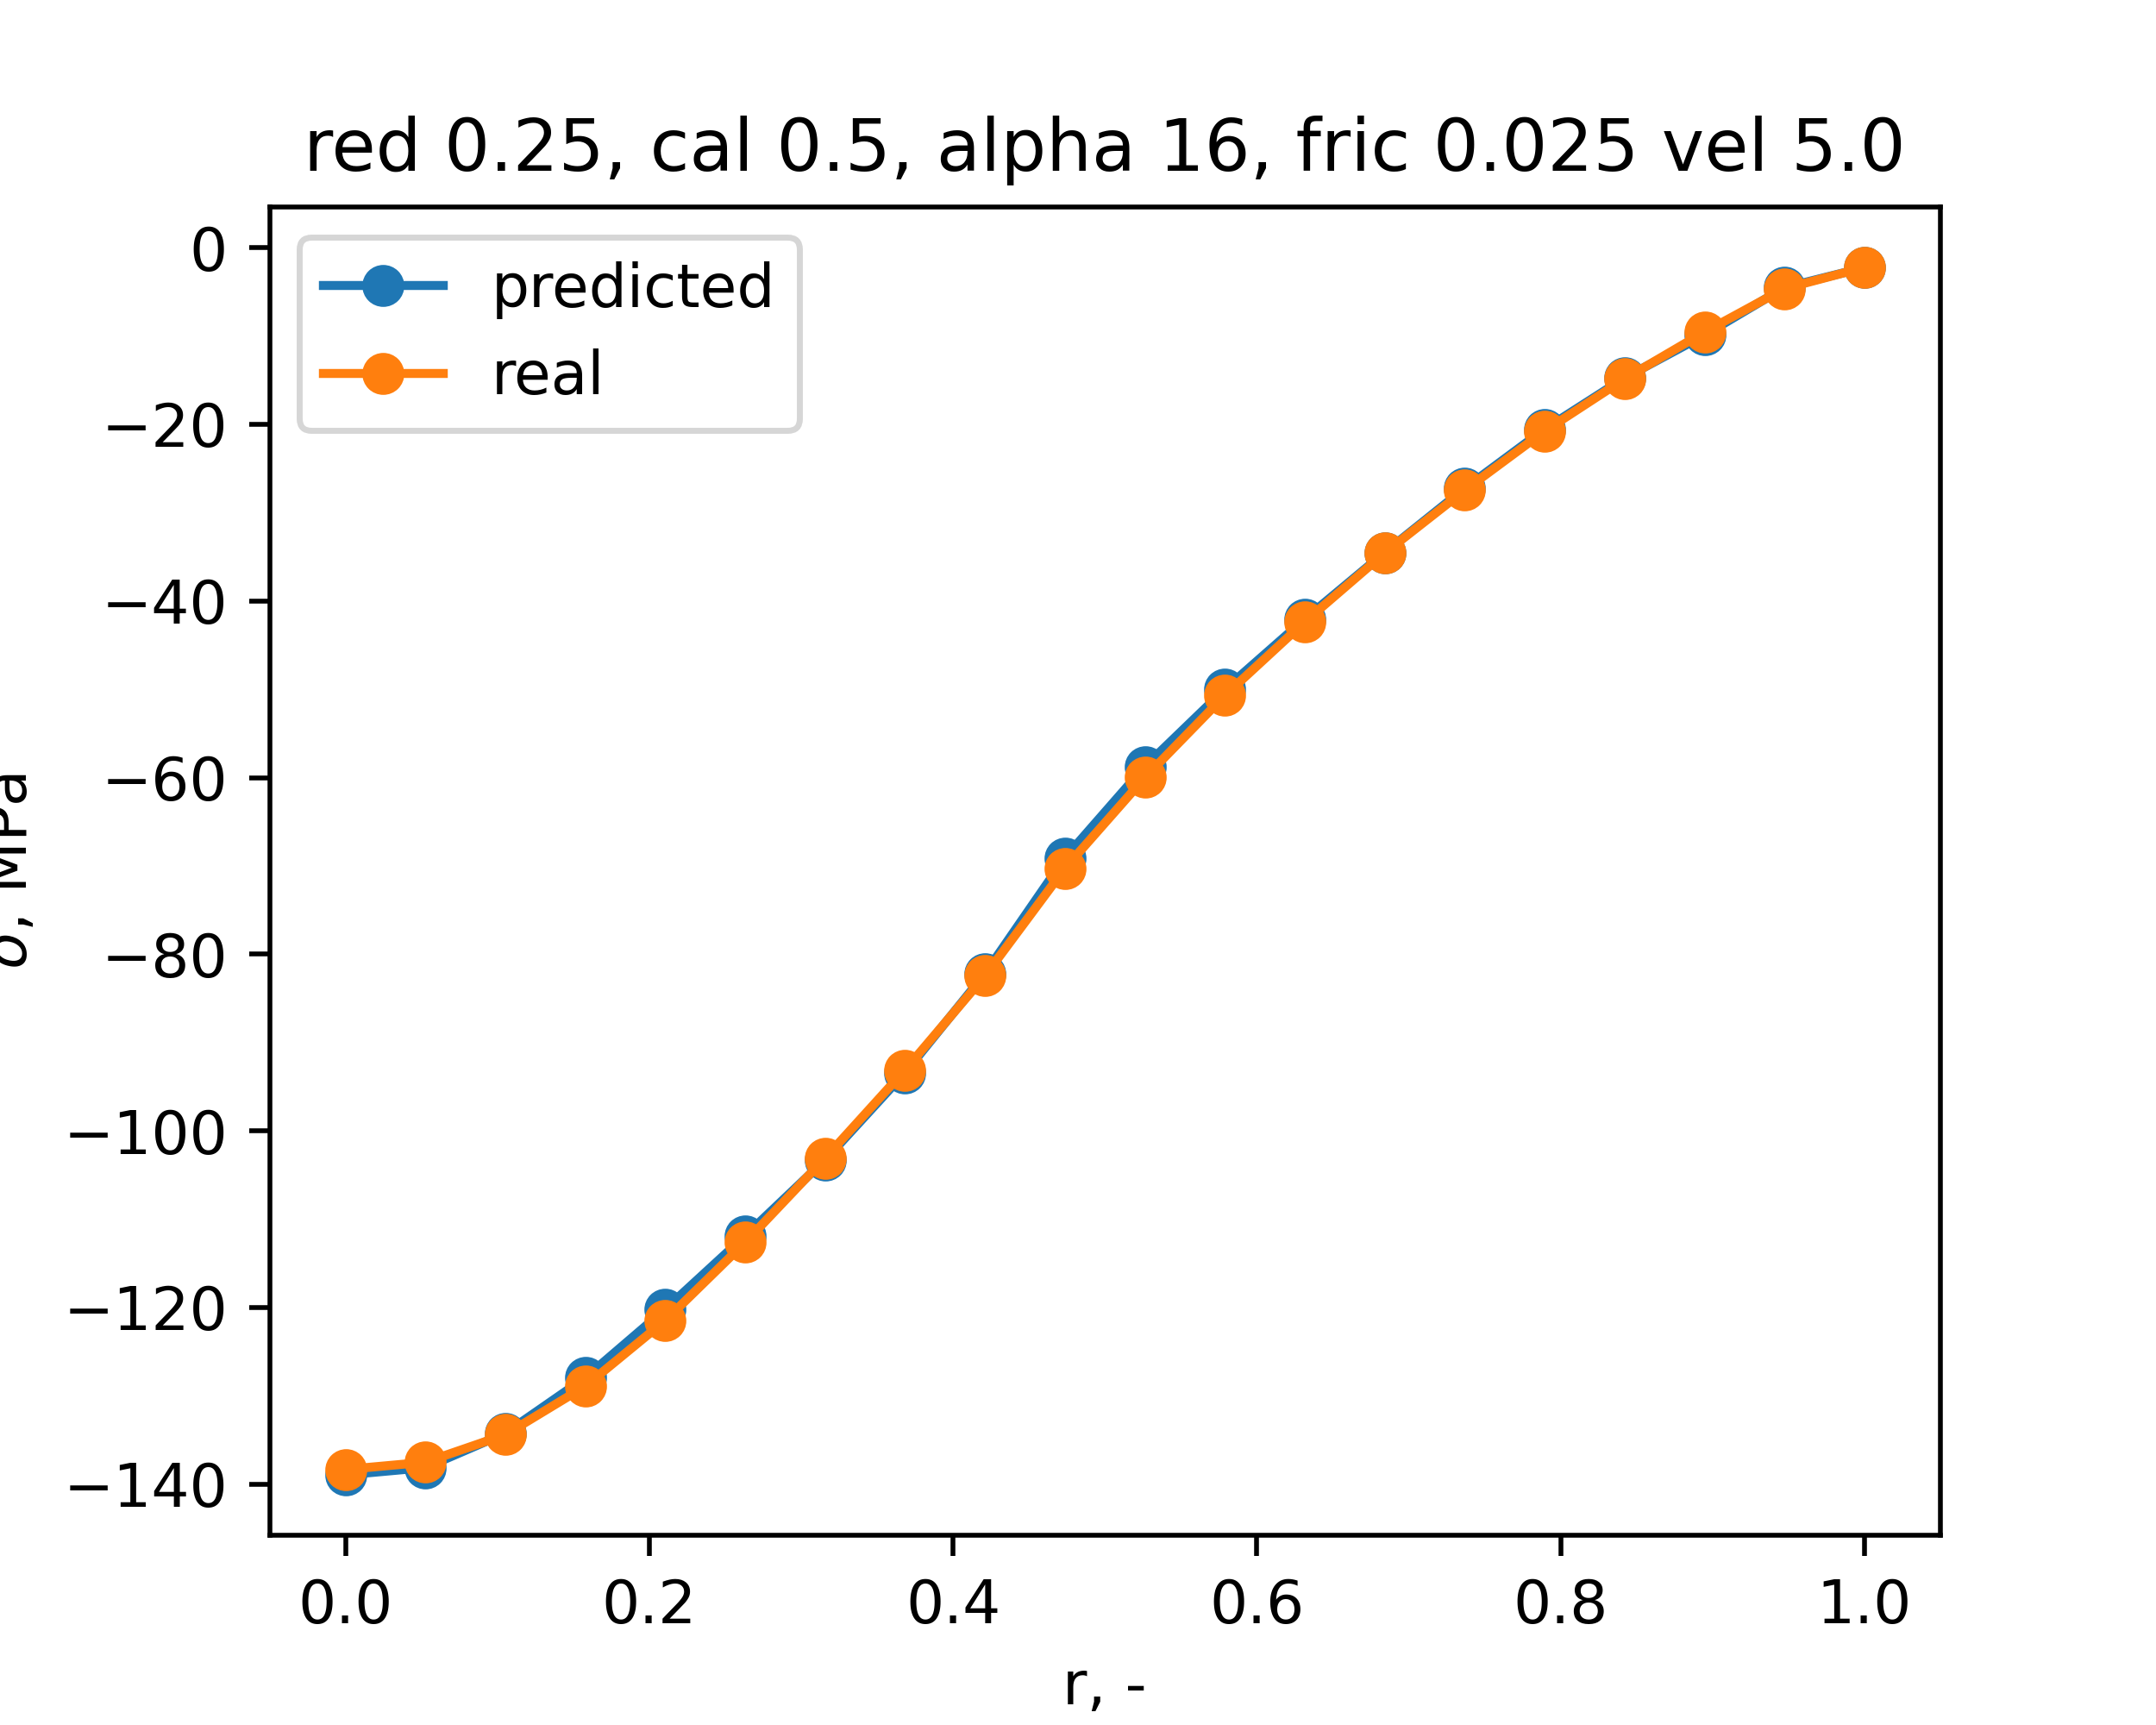 red 0.25, cal 0.5, alpha 16, fric 0.025 vel 5.0
predicted
real
0
−20
−40
−60
−80
−100
−120
−140
σ, MPa
0.0 0.2 0.4 0.6 0.8 1.0
r, -